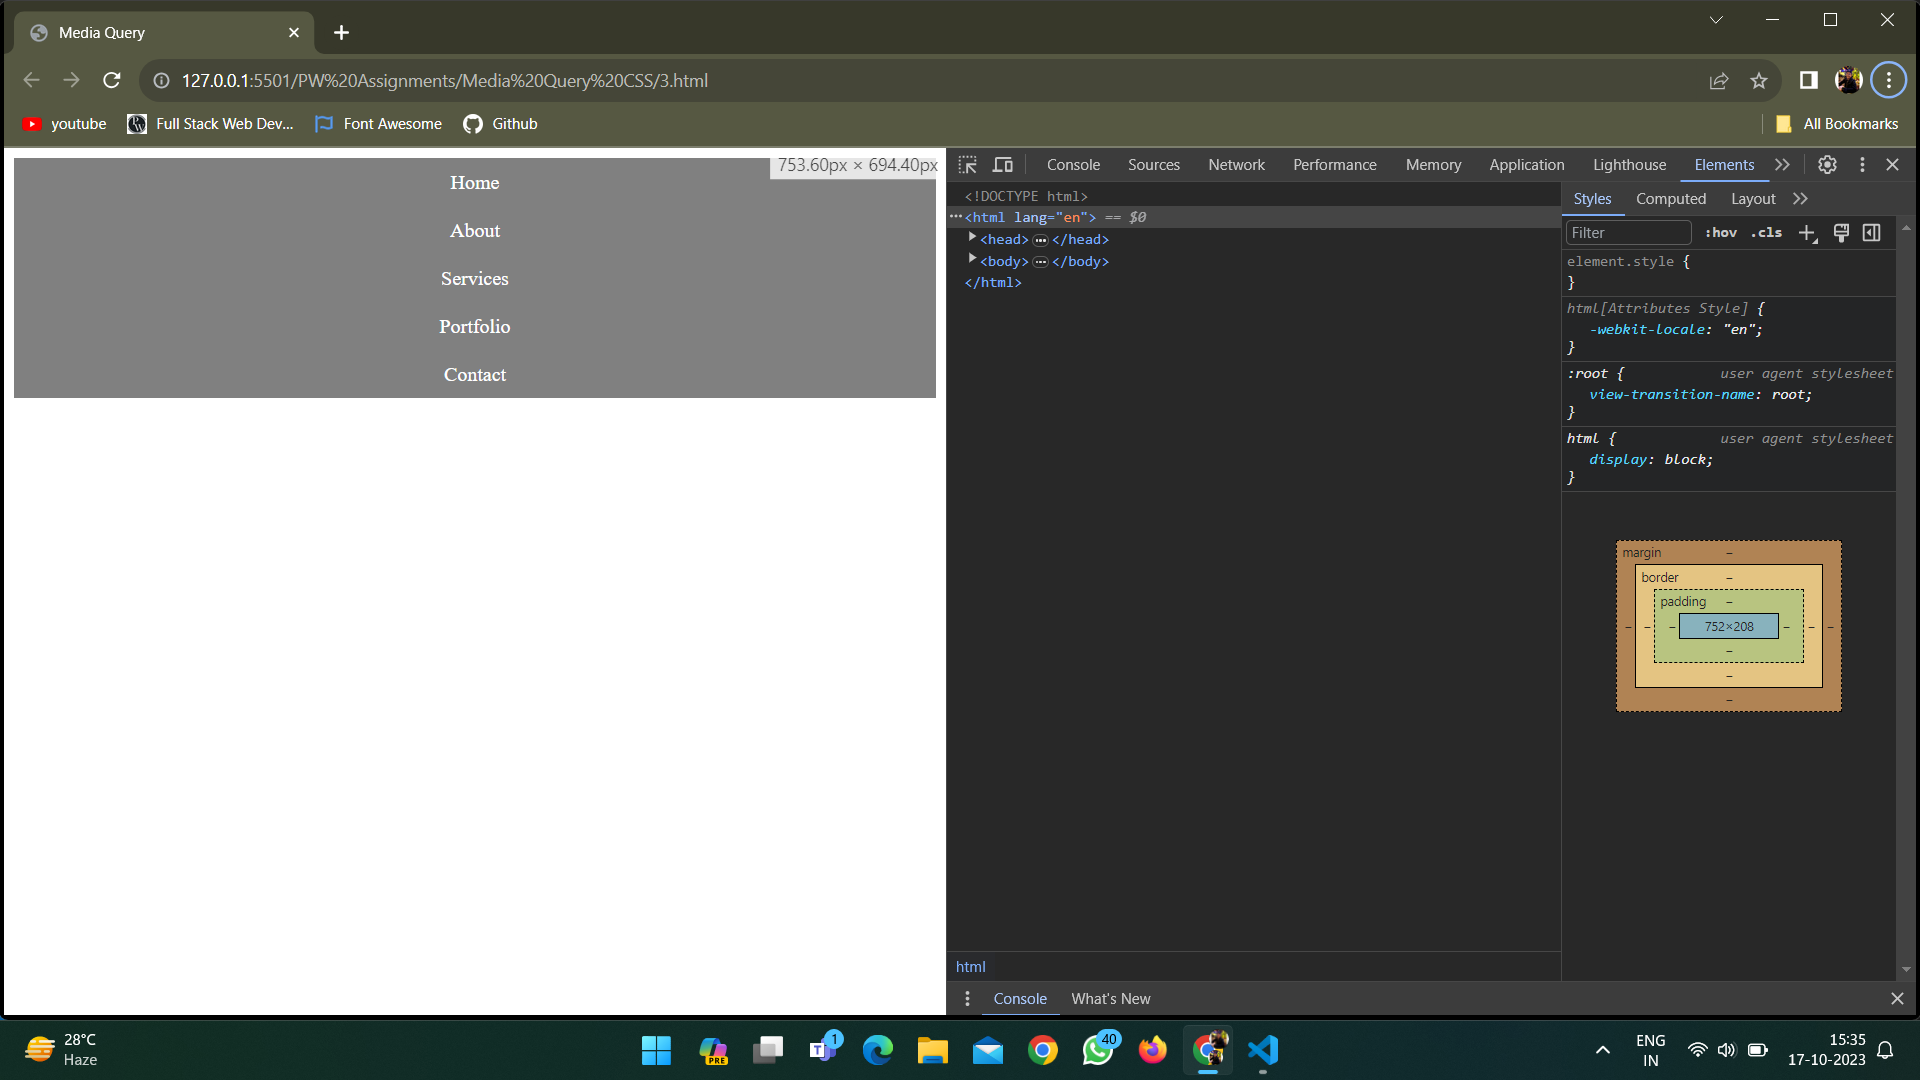 Media Query
127.0.0.1:5501/PW%20Assignments/Media%20Query%20CSS/3.html
youtube Full Stack Web Dev... Font Awesome Github All Bookmarks
753.60px × 694.40px
Home
About
Services
Portfolio
Contact
Console Sources Network Performance Memory Application Lighthouse Elements
<!DOCTYPE html>
<html lang="en"> == $0
<head> ••• </head>
<body> ••• </body>
</html>
html
Styles Computed Layout
Filter :hov .cls
element.style {
}
html[Attributes Style] {
-webkit-locale: "en";
}
:root { user agent stylesheet
view-transition-name: root;
}
html { user agent stylesheet
display: block;
}
margin –
border –
padding –
– – – 752×208 – – –
–
–
–
Console What's New
28°C
Haze
PRE
T 1
40
ENG
IN
15:35
17-10-2023